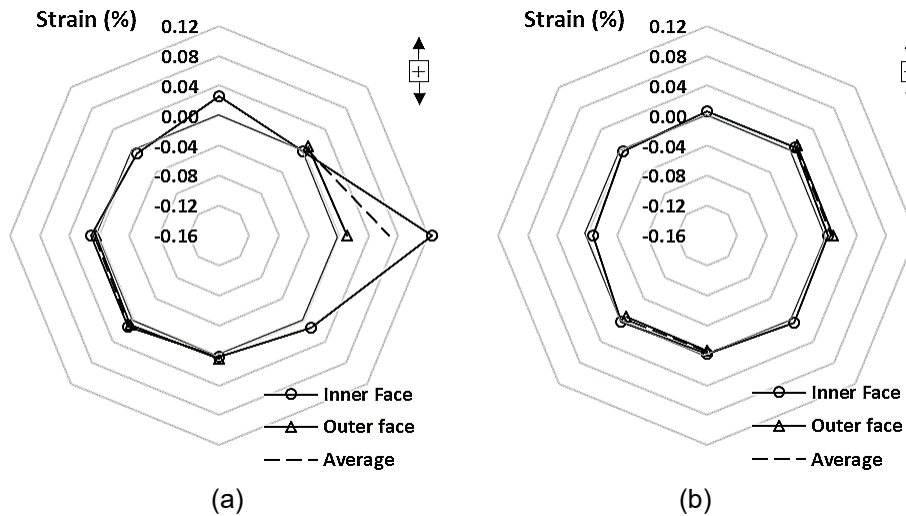 Strain (%)
0.12
0.08
0.04
0.00
-0.04
-0.08
-0.12
-0.16
Inner Face
Outer face
Average
(a)
Strain (%)
0.12
0.08
0.04
0.00
-0.04
-0.08
-0.12
-0.16
Inner Face
Outer face
Average
(b)